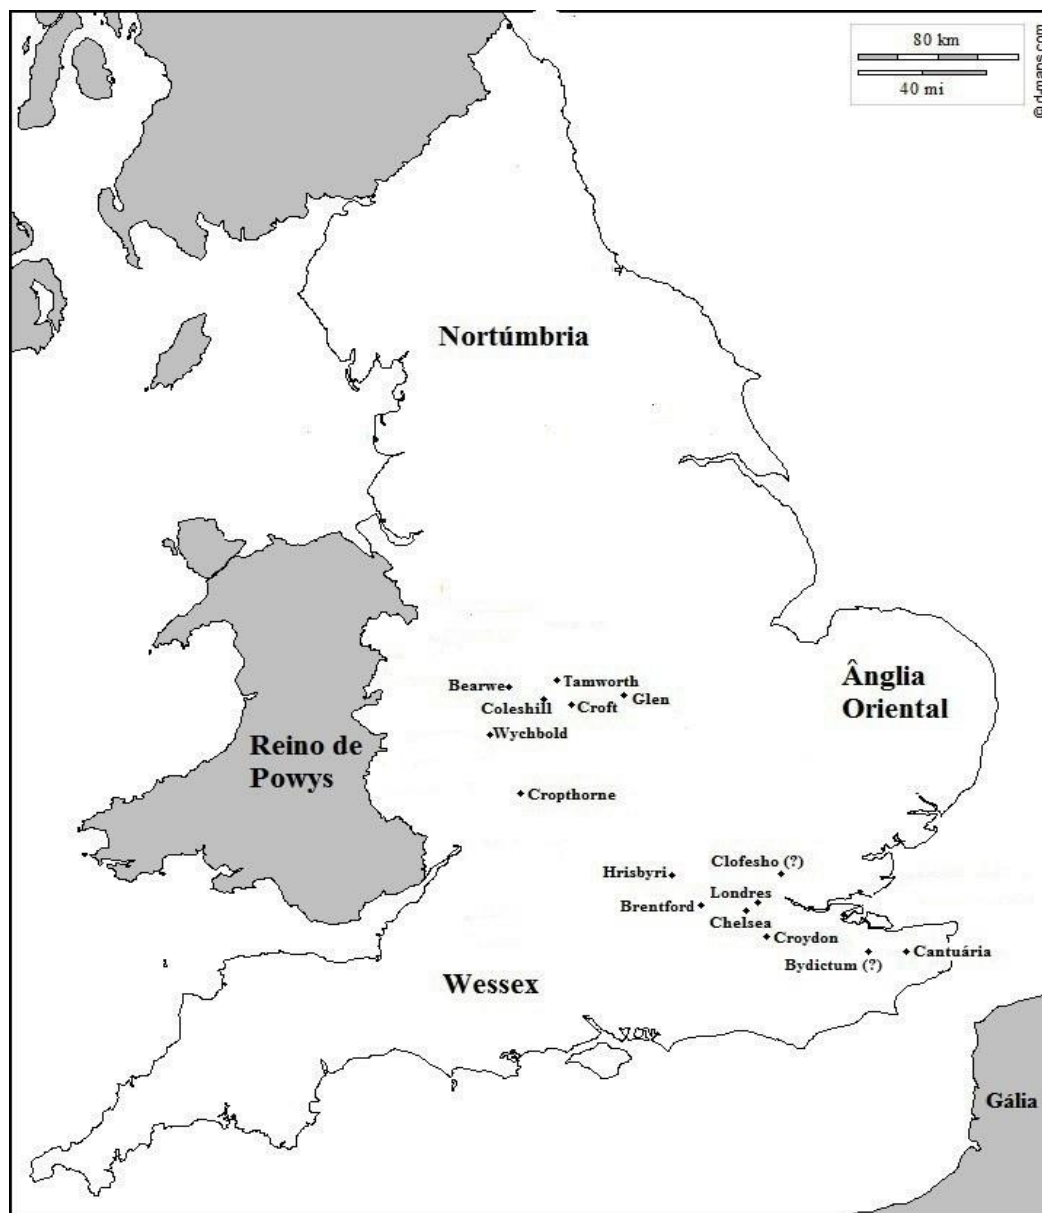 80 km
40 mi
© d-maps.com
Nortúmbria
Ânglia
Oriental
Tamworth
Bearwe
Glen
Coleshill
Croft
Wychbold
Reino de
Powys
Cropthorne
Clofesho (?)
Hrisbyri
Londres
Brentford
Chelsea
Croydon
Bydictum (?)
Cantuária
Wessex
Gália